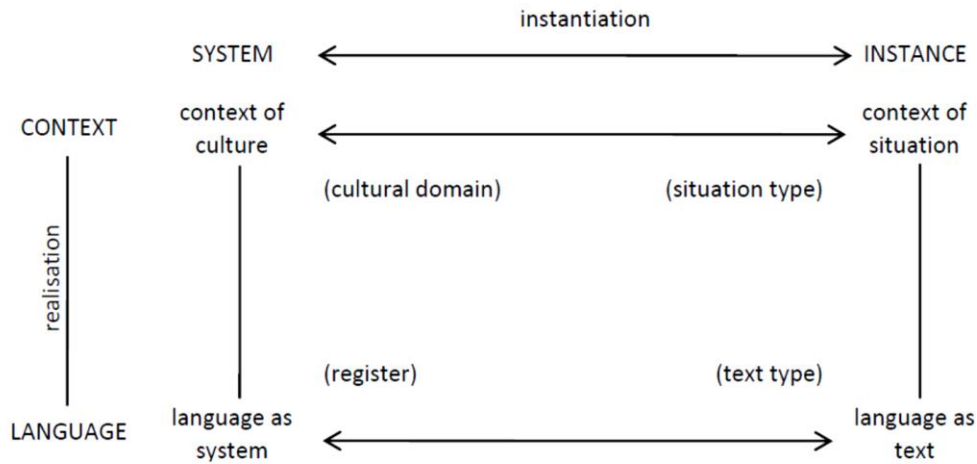 instantiation
SYSTEM INSTANCE
CONTEXT
context of
culture
context of
situation
(cultural domain) (situation type)
realisation
(register) (text type)
LANGUAGE
language as
system
language as
text